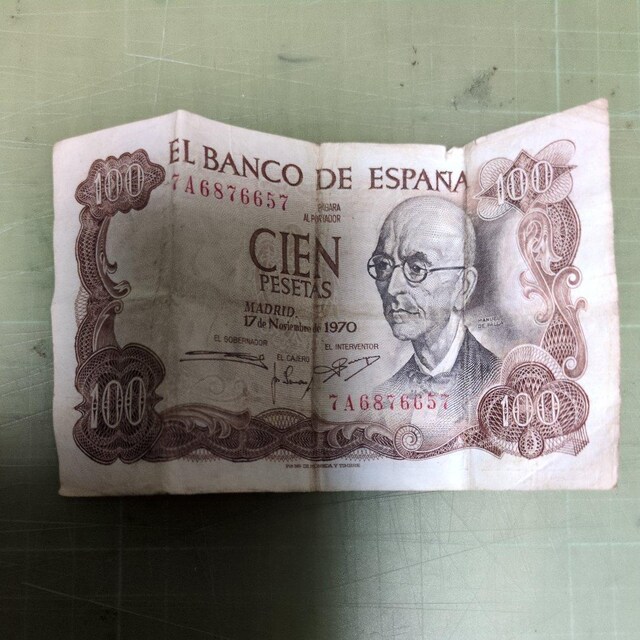 EL BANCO DE ESPAÑA
100
100
7A6876657
PAGARA
AL PORTADOR
CIEN
PESETAS
MADRID,
17 de Noviembre de 1970
MANUEL
DE FALLA
EL GOBERNADOR
EL INTERVENTOR
EL CAJERO
7A6876657
100
100